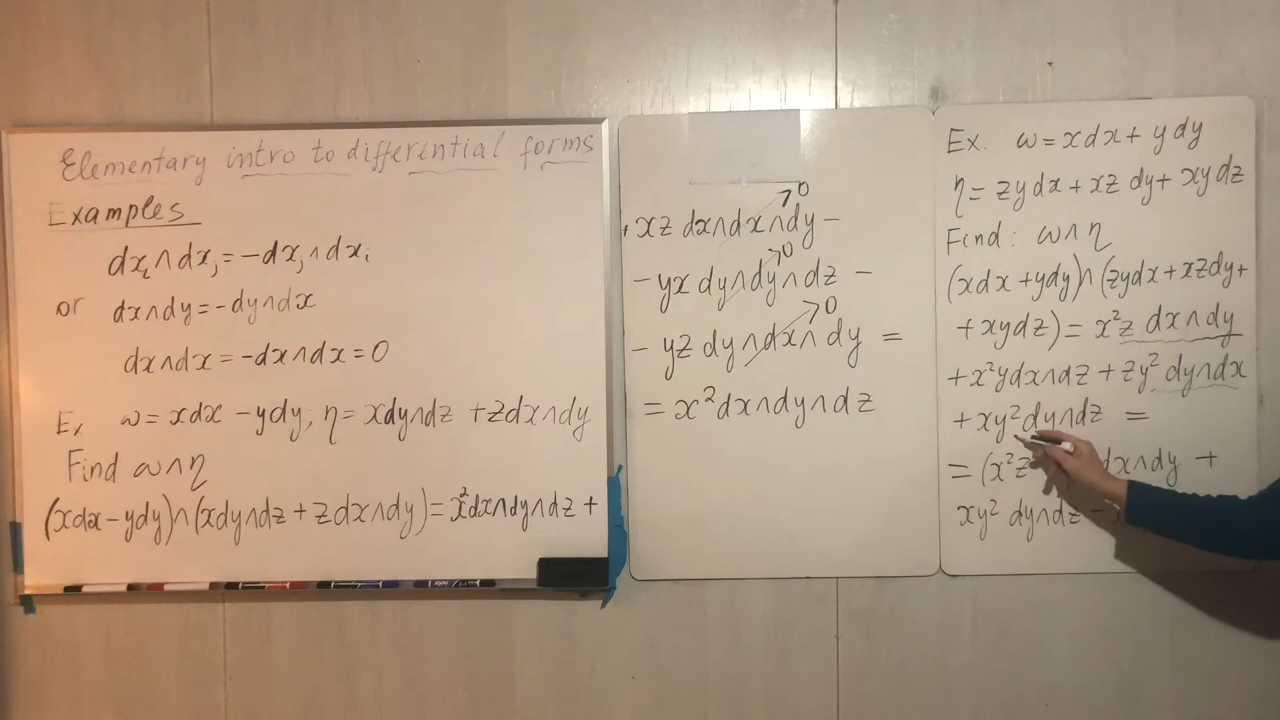 Elementary intro to differential forms
Examples
dxᵢ∧dxⱼ=-dxⱼ∧dxᵢ
or dx∧dy=-dy∧dx
dx∧dx=-dx∧dx=0
Ex ω=xdx-ydy; η=xdy∧dz+zdx∧dy
Find ω∧η
(xdx-ydy)∧(xdy∧dz+zdx∧dy)=x²dx∧dy∧dz+
+xz dx∧dx∧dy- 0
-yx dy∧dy∧dz- 0
-yz dy∧dx∧dy= 0
=x²dx∧dy∧dz
Ex. ω=xdx+ydy
η=zydx+xzdy+xydz
Find: ω∧η
(xdx+ydy)∧(zydx+xzdy+
+xydz)=x²z dx∧dy
+x²ydx∧dz+zy²dy∧dx
+xy²dy∧dz=
=(x²z dx∧dy+
xy² dy∧dz